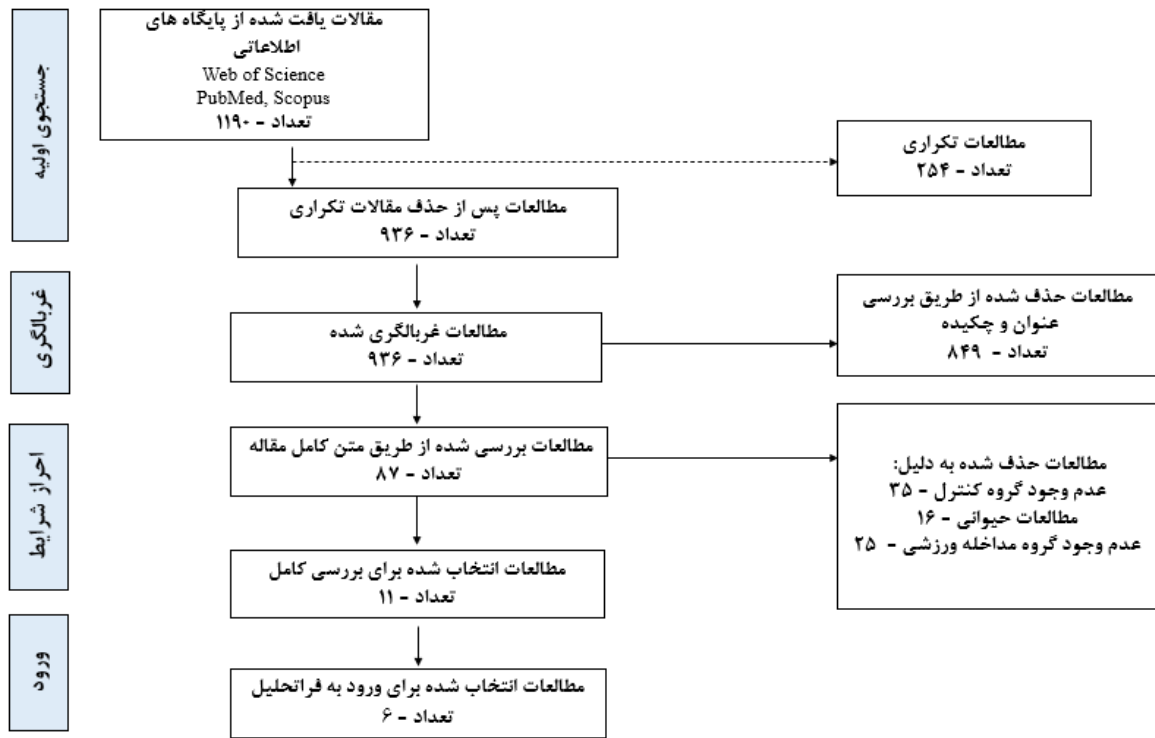 جستجوی اولیه
مقالات یافت شده از پایگاه های
اطلاعاتی
Web of Science
PubMed, Scopus
تعداد - ۱۱۹۰
مطالعات تکراری
تعداد - ۲۵۴
مطالعات پس از حذف مقالات تکراری
تعداد - ۹۳۶
غربالگری
مطالعات غربالگری شده
تعداد - ۹۳۶
مطالعات حذف شده از طریق بررسی
عنوان و چکیده
تعداد - ۸۴۹
احراز شرایط
مطالعات بررسی شده از طریق متن کامل مقاله
تعداد - ۸۷
مطالعات حذف شده به دلیل:
عدم وجود گروه کنترل - ۳۵
مطالعات حیوانی - ۱۶
عدم وجود گروه مداخله ورزشی - ۲۵
مطالعات انتخاب شده برای بررسی کامل
تعداد - ۱۱
ورود
مطالعات انتخاب شده برای ورود به فراتحلیل
تعداد - ۶